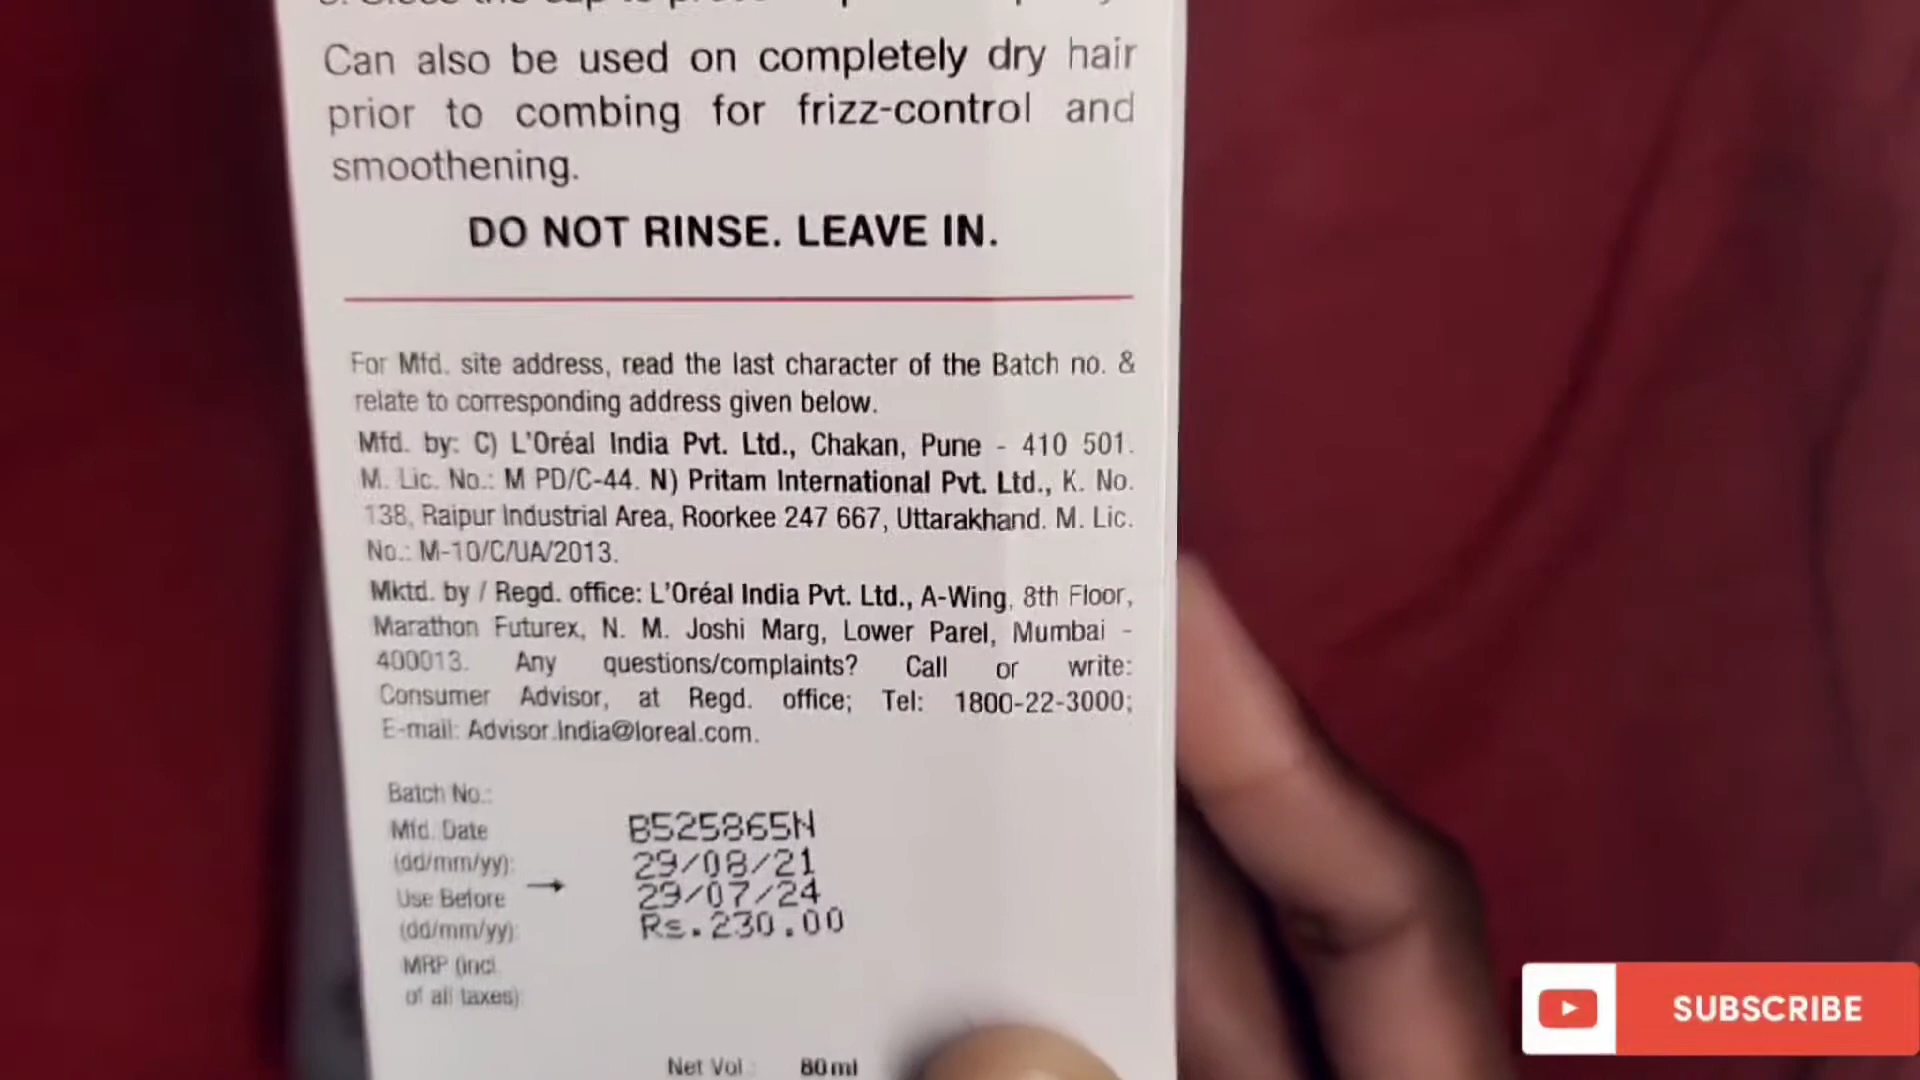 Can also be used on completely dry hair
prior to combing for frizz-control and
smoothening.
DO NOT RINSE. LEAVE IN.
For Mfd. site address, read the last character of the Batch no. &
relate to corresponding address given below.
Mfd. by: C) L'Oréal India Pvt. Ltd., Chakan, Pune - 410 501.
M. Lic. No.: M PD/C-44. N) Pritam International Pvt. Ltd., K. No.
138, Raipur Industrial Area, Roorkee 247 667, Uttarakhand. M. Lic.
No.: M-10/C/UA/2013.
Mktd. by / Regd. office: L'Oréal India Pvt. Ltd., A-Wing, 8th Floor,
Marathon Futurex, N. M. Joshi Marg, Lower Parel, Mumbai -
400013. Any questions/complaints? Call or write:
Consumer Advisor, at Regd. office; Tel: 1800-22-3000;
E-mail: Advisor.India@loreal.com.
Batch No.:
Mfd. Date B525865N
(dd/mm/yy): 29/08/21
Use Before → 29/07/24
(dd/mm/yy): Rs.230.00
MRP (incl.
of all taxes):
Net Vol.: 80 ml
SUBSCRIBE